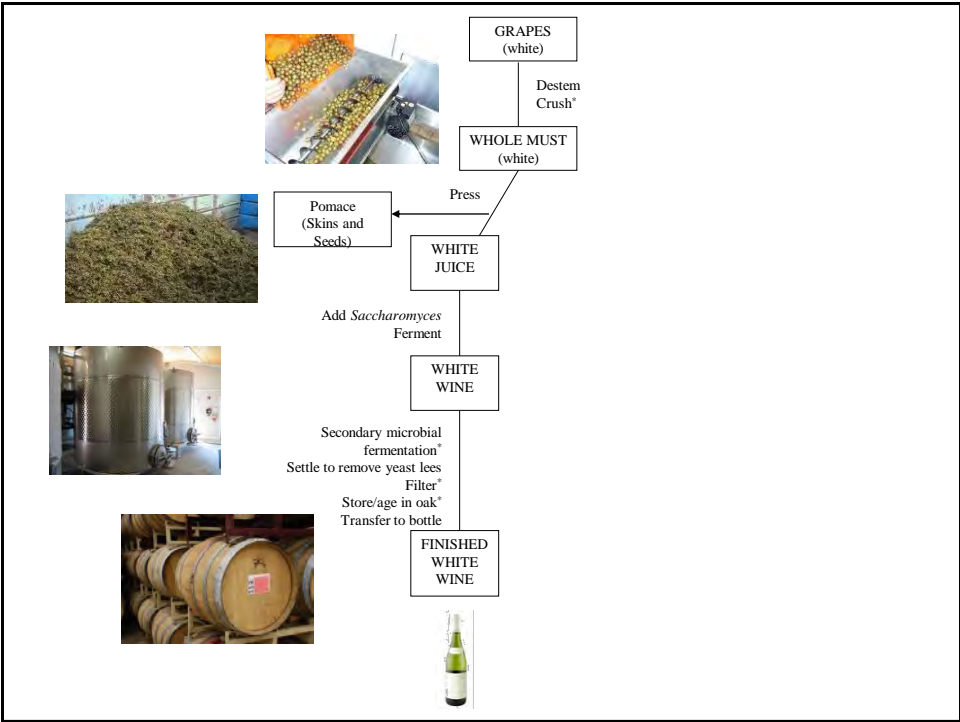 GRAPES
(white)
Destem
Crush*
WHOLE MUST
(white)
Press
Pomace
(Skins and
Seeds)
WHITE
JUICE
Add Saccharomyces
Ferment
WHITE
WINE
Secondary microbial
fermentation*
Settle to remove yeast lees
Filter*
Store/age in oak*
Transfer to bottle
FINISHED
WHITE
WINE